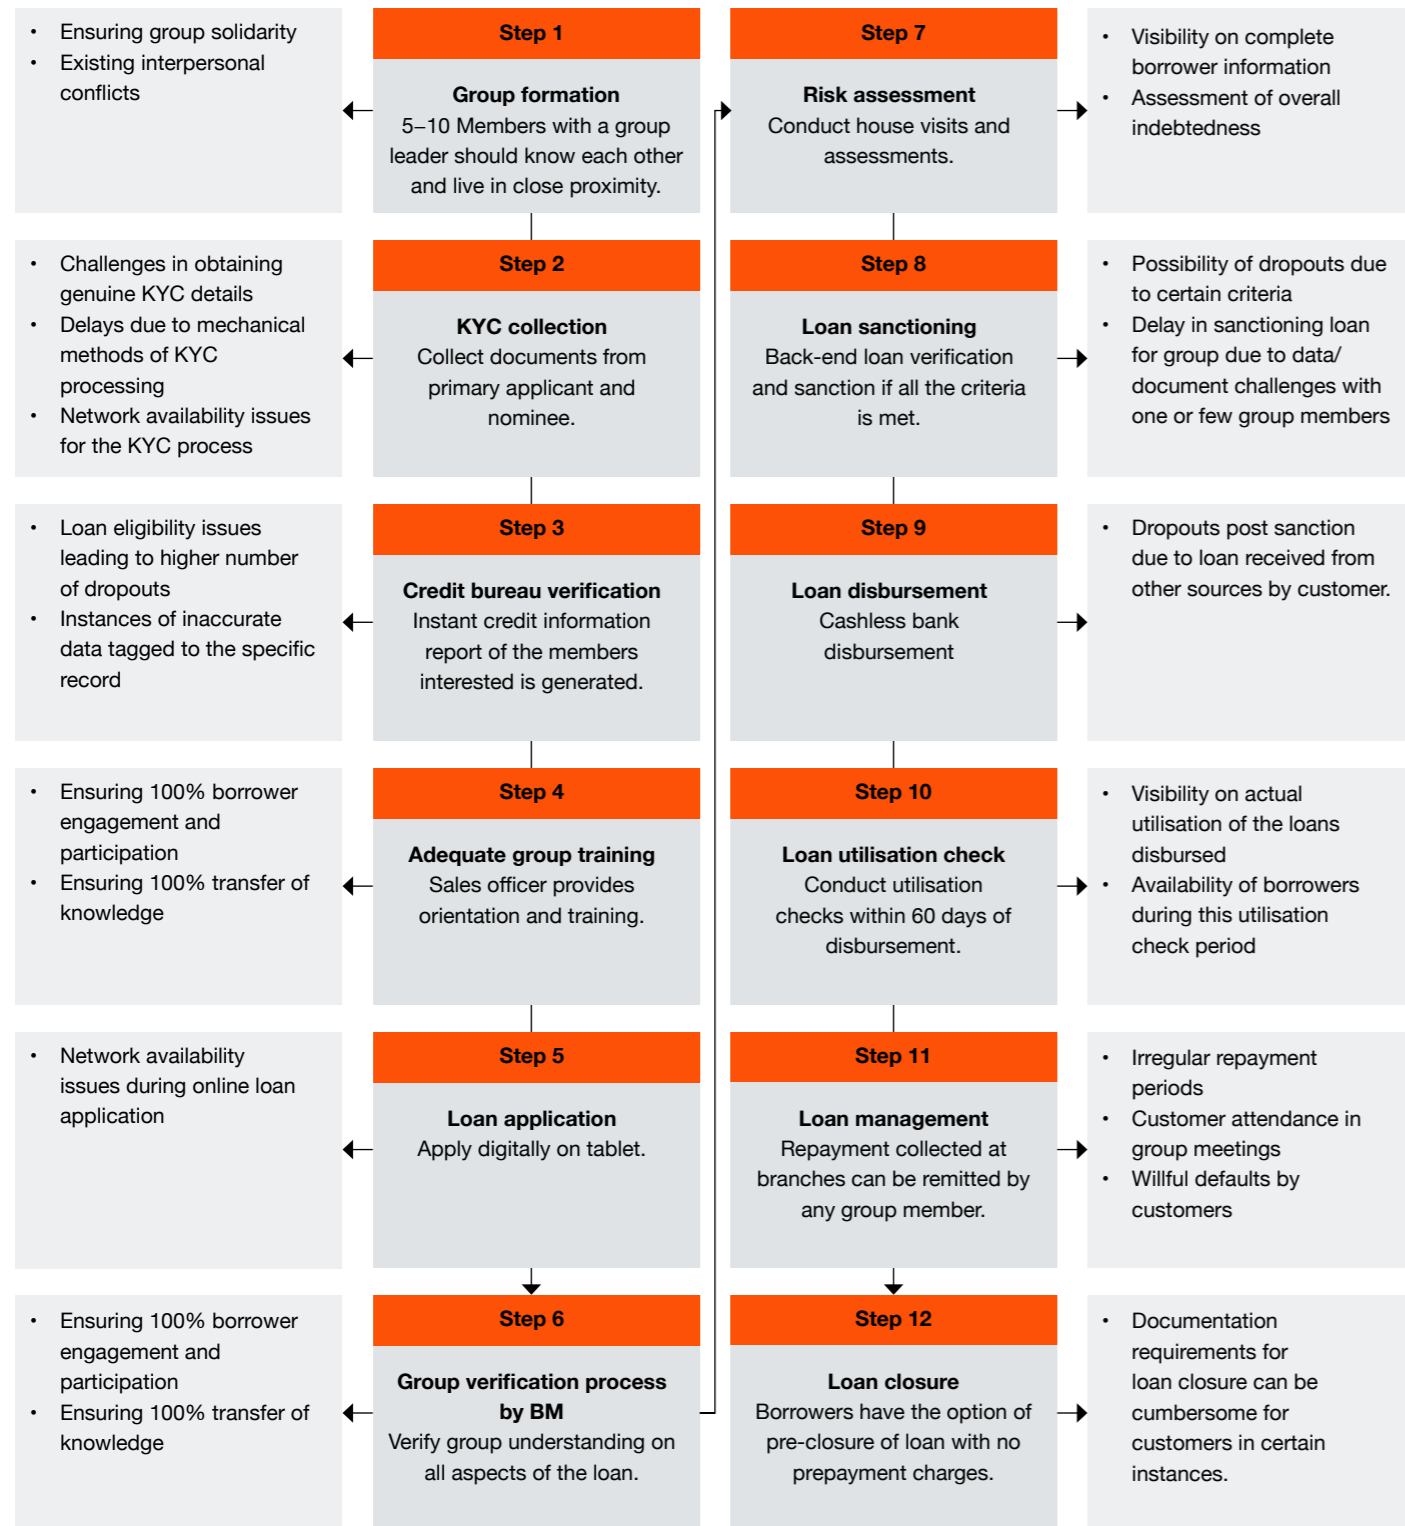 • Ensuring group solidarity
• Existing interpersonal
conflicts
Step 1
Group formation
5–10 Members with a group
leader should know each other
and live in close proximity.
• Challenges in obtaining
genuine KYC details
• Delays due to mechanical
methods of KYC
processing
• Network availability issues
for the KYC process
Step 2
KYC collection
Collect documents from
primary applicant and
nominee.
• Loan eligibility issues
leading to higher number
of dropouts
• Instances of inaccurate
data tagged to the specific
record
Step 3
Credit bureau verification
Instant credit information
report of the members
interested is generated.
• Ensuring 100% borrower
engagement and
participation
• Ensuring 100% transfer of
knowledge
Step 4
Adequate group training
Sales officer provides
orientation and training.
• Network availability
issues during online loan
application
Step 5
Loan application
Apply digitally on tablet.
• Ensuring 100% borrower
engagement and
participation
• Ensuring 100% transfer of
knowledge
Step 6
Group verification process
by BM
Verify group understanding on
all aspects of the loan.
Step 7
Risk assessment
Conduct house visits and
assessments.
• Visibility on complete
borrower information
• Assessment of overall
indebtedness
Step 8
Loan sanctioning
Back-end loan verification
and sanction if all the criteria
is met.
• Possibility of dropouts due
to certain criteria
• Delay in sanctioning loan
for group due to data/
document challenges with
one or few group members
Step 9
Loan disbursement
Cashless bank
disbursement
• Dropouts post sanction
due to loan received from
other sources by customer.
Step 10
Loan utilisation check
Conduct utilisation
checks within 60 days of
disbursement.
• Visibility on actual
utilisation of the loans
disbursed
• Availability of borrowers
during this utilisation
check period
Step 11
Loan management
Repayment collected at
branches can be remitted by
any group member.
• Irregular repayment
periods
• Customer attendance in
group meetings
• Willful defaults by
customers
Step 12
Loan closure
Borrowers have the option of
pre-closure of loan with no
prepayment charges.
• Documentation
requirements for
loan closure can be
cumbersome for
customers in certain
instances.